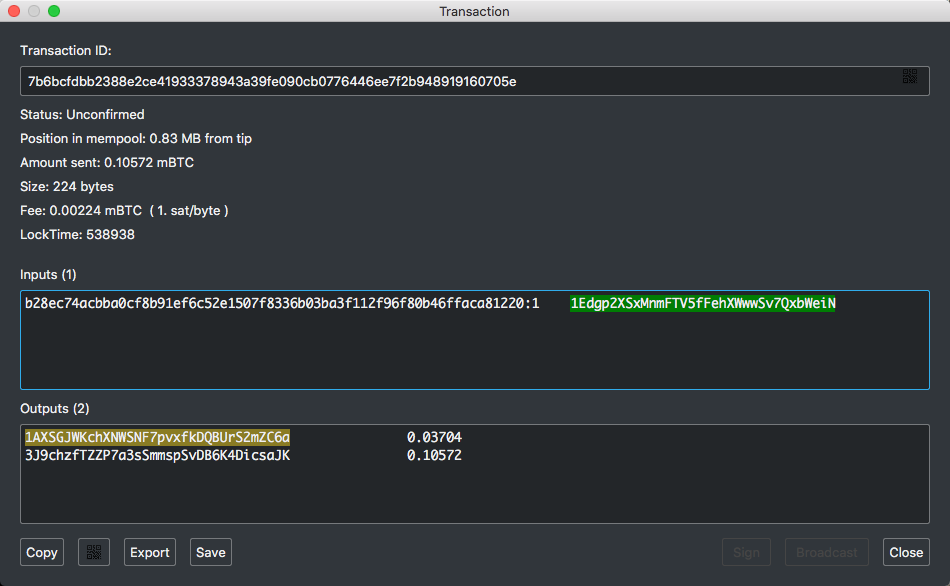 Transaction
Transaction ID:
7b6bcfdbb2388e2ce41933378943a39fe090cb0776446ee7f2b948919160705e
Status: Unconfirmed
Position in mempool: 0.83 MB from tip
Amount sent: 0.10572 mBTC
Size: 224 bytes
Fee: 0.00224 mBTC  ( 1. sat/byte )
LockTime: 538938
Inputs (1)
b28ec74acbba0cf8b91ef6c52e1507f8336b03ba3f112f96f80b46ffaca81220:1 1Edgp2XSxMnmFTV5fFehXWwwSv7QxbWeiN
Outputs (2)
1AXSGJWKchXNWSNF7pvxfkDQBUrS2mZC6a 0.03704
3J9chzfTZZP7a3sSmmspSvDB6K4DicsaJK 0.10572
Copy Export Save Sign Broadcast Close